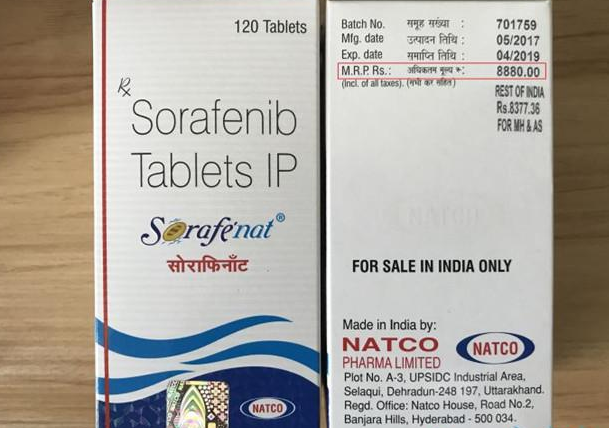 120 Tablets
Rx
Sorafenib
Tablets IP
Sorafenat®
सोराफिनॅट
NATCO
Batch No. समूह संख्या : 701759
Mfg. date उत्पादन तिथि : 05/2017
Exp. date समाप्ति तिथि : 04/2019
M.R.P. Rs.: अधिकतम मूल्य रु: 8880.00
(Incl. of all taxes). (सभी कर सहित)
REST OF INDIA
Rs.8377.36
FOR MH & AS
FOR SALE IN INDIA ONLY
Made in India by:
NATCO
PHARMA LIMITED
NATCO
Plot No. A-3, UPSIDC Industrial Area,
Selaqui, Dehradun-248 197, Uttarakhand.
Regd. Office: Natco House, Road No.2,
Banjara Hills, Hyderabad - 500 034.